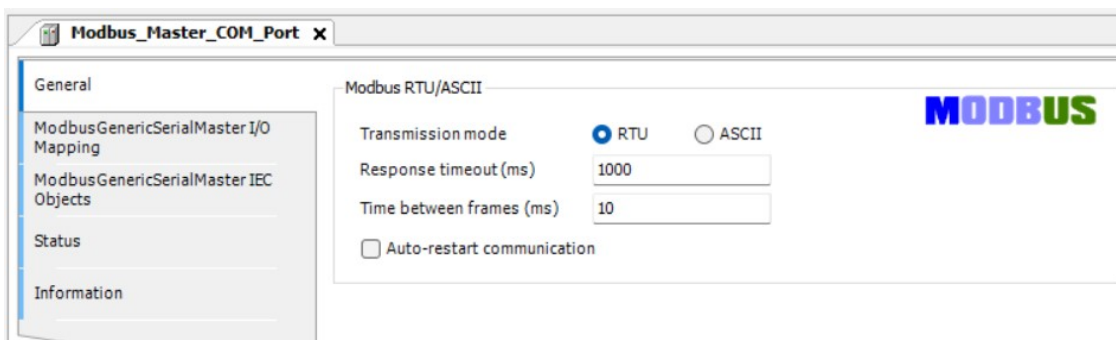 Modbus_Master_COM_Port X
General
ModbusGenericSerialMaster I/O
Mapping
ModbusGenericSerialMaster IEC
Objects
Status
Information
Modbus RTU/ASCII
MODBUS
Transmission mode RTU ASCII
Response timeout (ms) 1000
Time between frames (ms) 10
Auto-restart communication